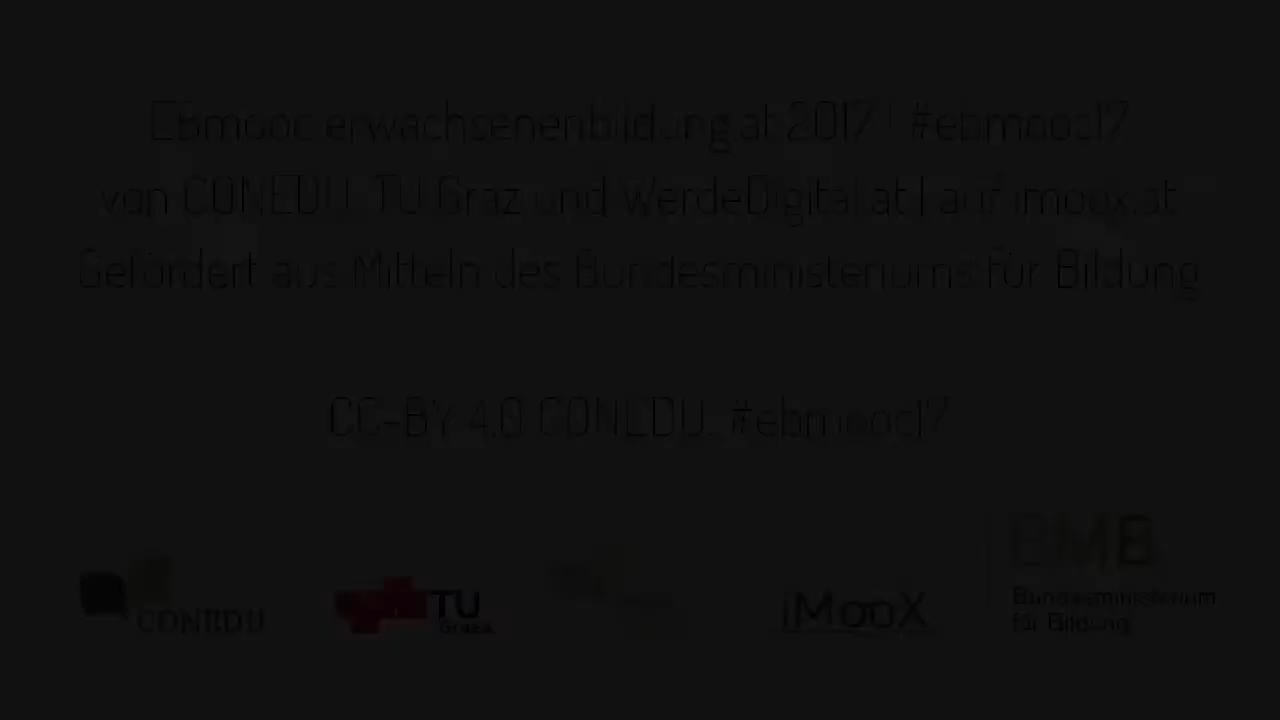 Ebmooc erwachsenenbildung.at 2017 | #ebmooc17
von CONEDU, TU Graz und WerdeDigital.at | auf imoox.at
Gefördert aus Mitteln des Bundesministeriums für Bildung
CC-BY 4.0 CONEDU, #ebmooc17
CONEDU
TU
Graz
iMooX
BMB
Bundesministerium
für Bildung